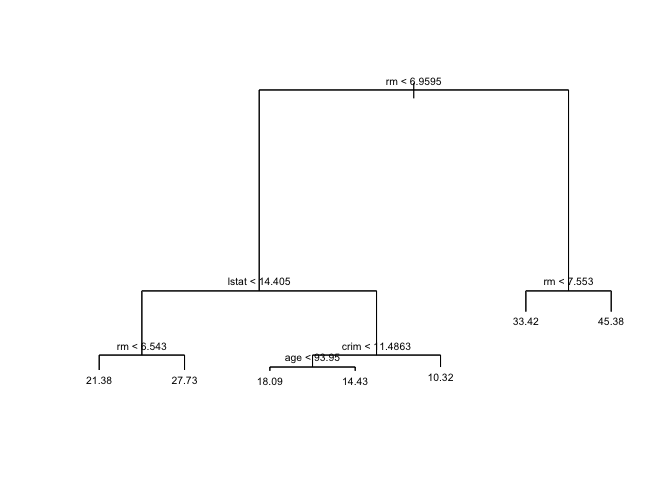 rm < 6.9595
lstat < 14.405
rm < 7.553
33.42
45.38
rm < 6.543
crim < 11.4863
age < 93.95
21.38
27.73
18.09
14.43
10.32